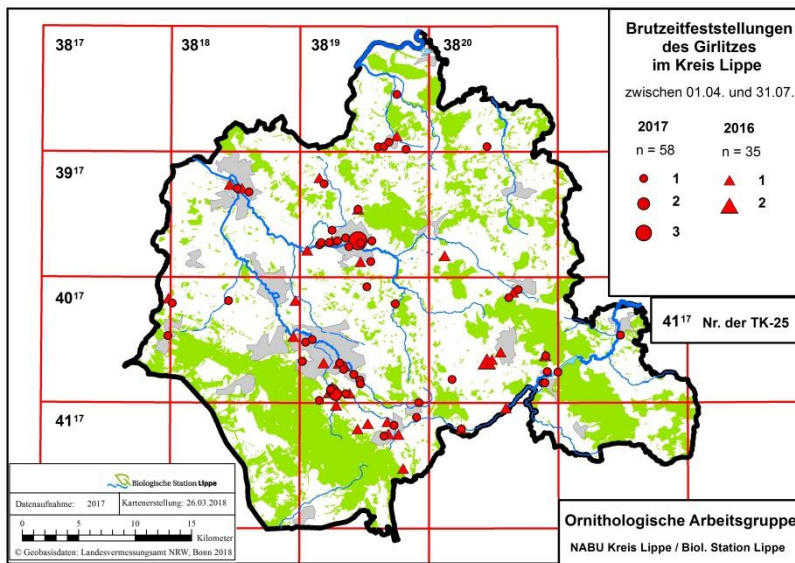 38¹⁷
38¹⁸
38¹⁹
38²⁰
39¹⁷
40¹⁷
41¹⁷
Brutzeitfeststellungen
des Girlitzes
im Kreis Lippe
zwischen 01.04. und 31.07.
2017 2016
n = 58 n = 35
1 1
2 2
3
41¹⁷ Nr. der TK-25
Biologische Station Lippe
Datenaufnahme: 2017 Kartenerstellung: 26.03.2018
0 5 10 15
Kilometer
© Geobasisdaten: Landesvermessungsamt NRW, Bonn 2018
Ornithologische Arbeitsgruppe
NABU Kreis Lippe / Biol. Station Lippe